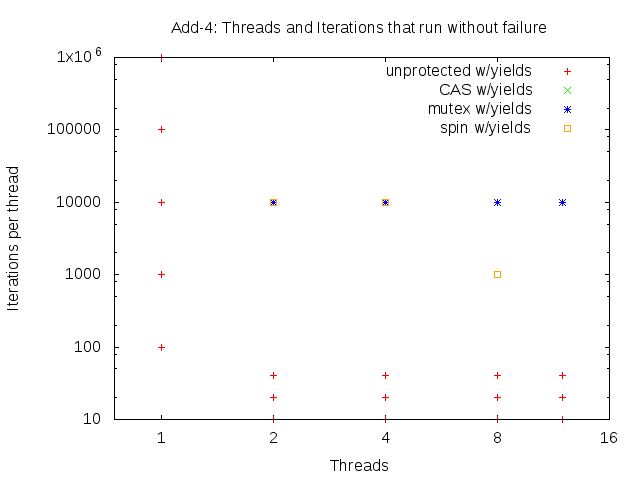 Add-4: Threads and Iterations that run without failure
1x10^6
100000
10000
1000
100
10
Iterations per thread
unprotected w/yields
CAS w/yields
mutex w/yields
spin w/yields
1 2 4 8 16
Threads